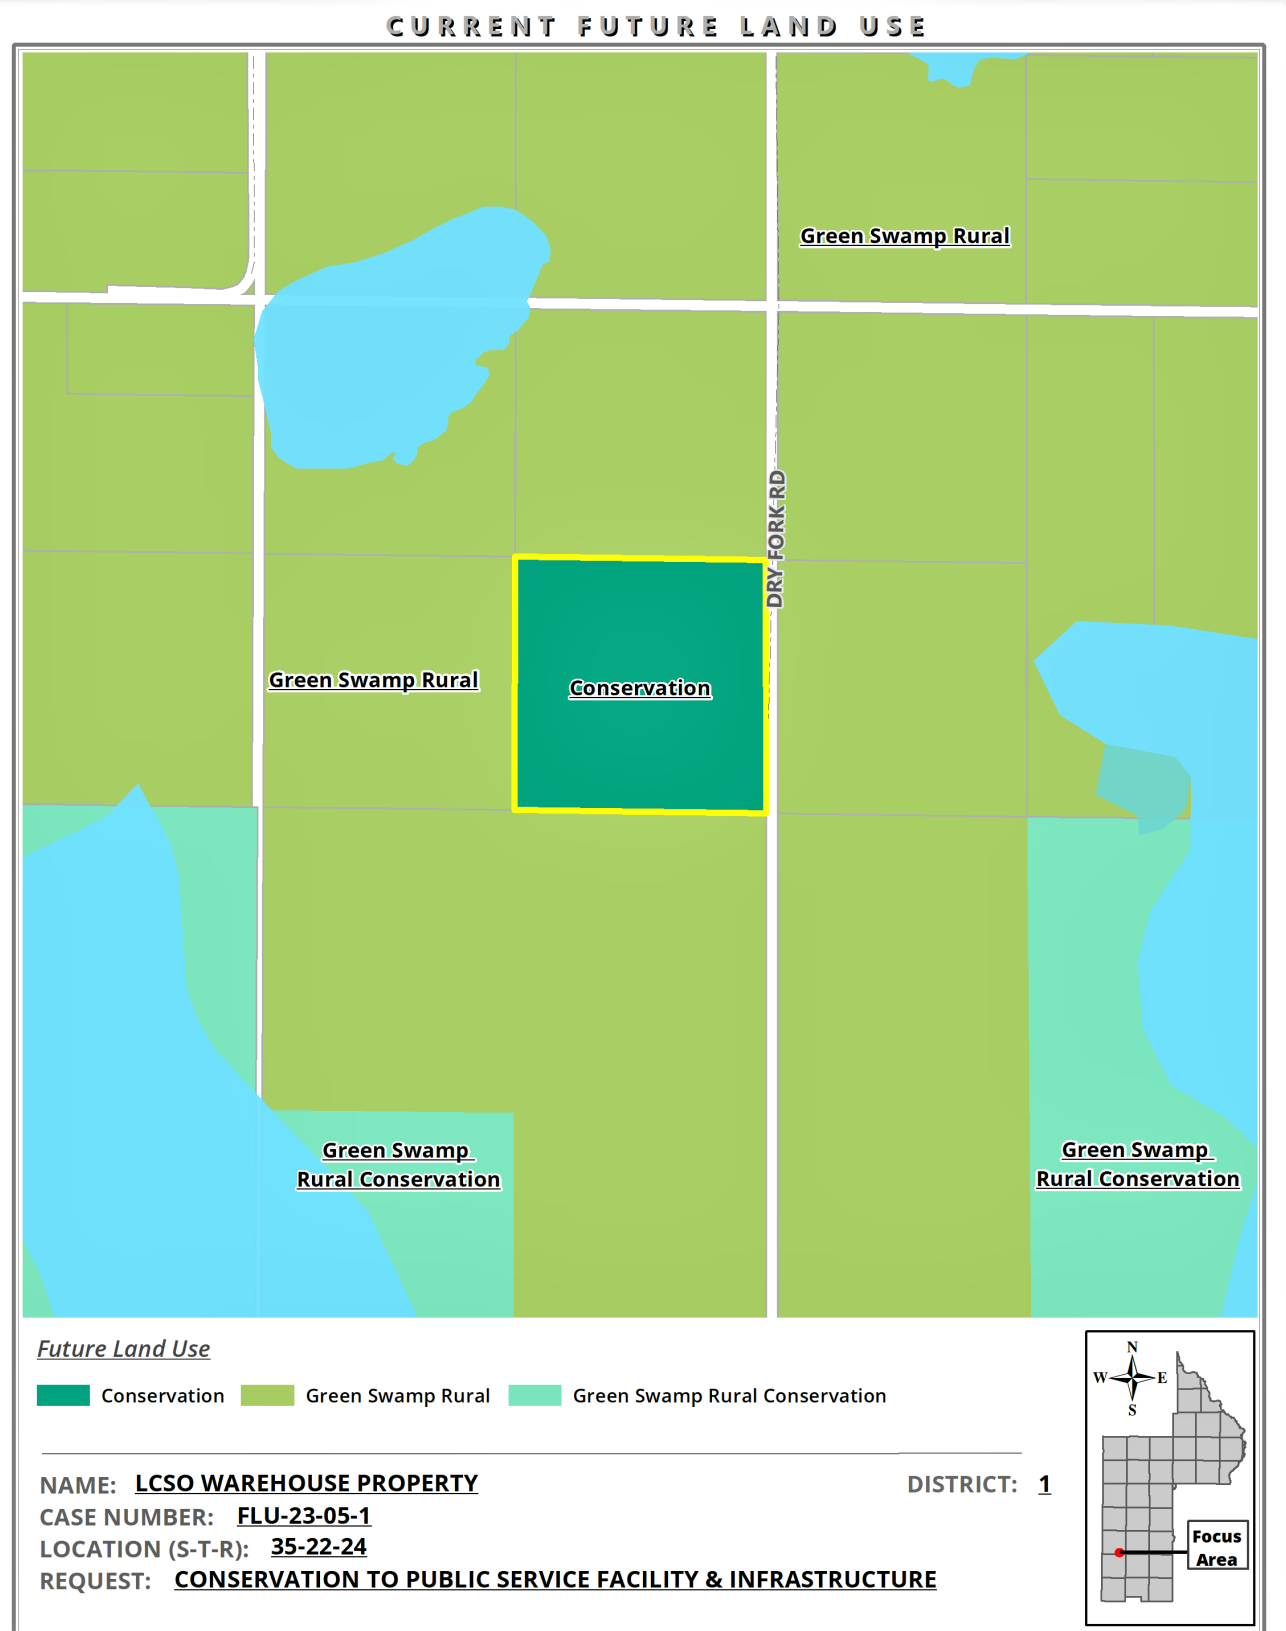 CURRENT FUTURE LAND USE
Green Swamp Rural
DRY FORK RD
Green Swamp Rural
Conservation
Green Swamp
Rural Conservation
Green Swamp
Rural Conservation
Future Land Use
Conservation
Green Swamp Rural
Green Swamp Rural Conservation
N
W E
S
Focus
Area
NAME: LCSO WAREHOUSE PROPERTY
DISTRICT: 1
CASE NUMBER: FLU-23-05-1
LOCATION (S-T-R): 35-22-24
REQUEST: CONSERVATION TO PUBLIC SERVICE FACILITY & INFRASTRUCTURE